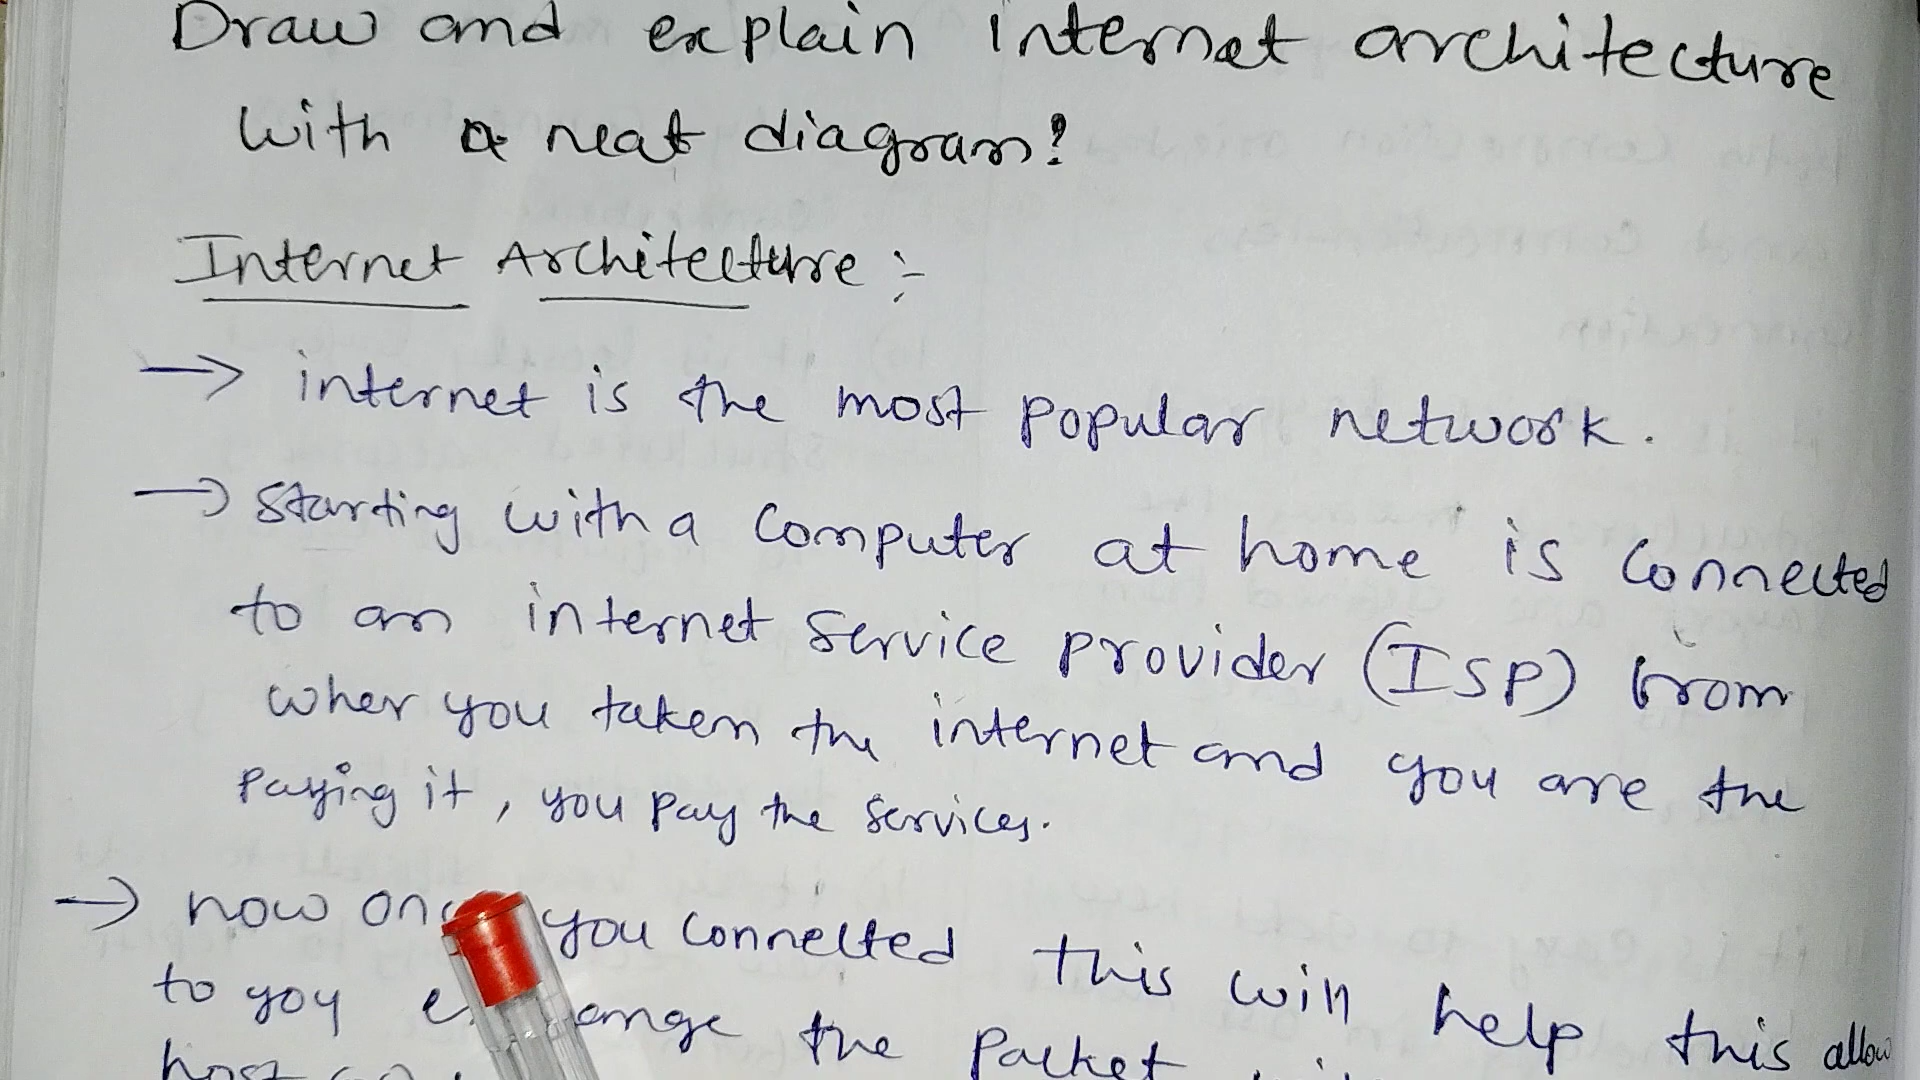 Draw and explain internet architecture
with a neat diagram?
Internet Architecture :-
→ internet is the most popular network.
→ Starting with a computer at home is connected
to an internet service provider (ISP) from
wher you taken the internet and you are the
paying it, you pay the services.
→ now you connected this will help this allow
to you the packet
host